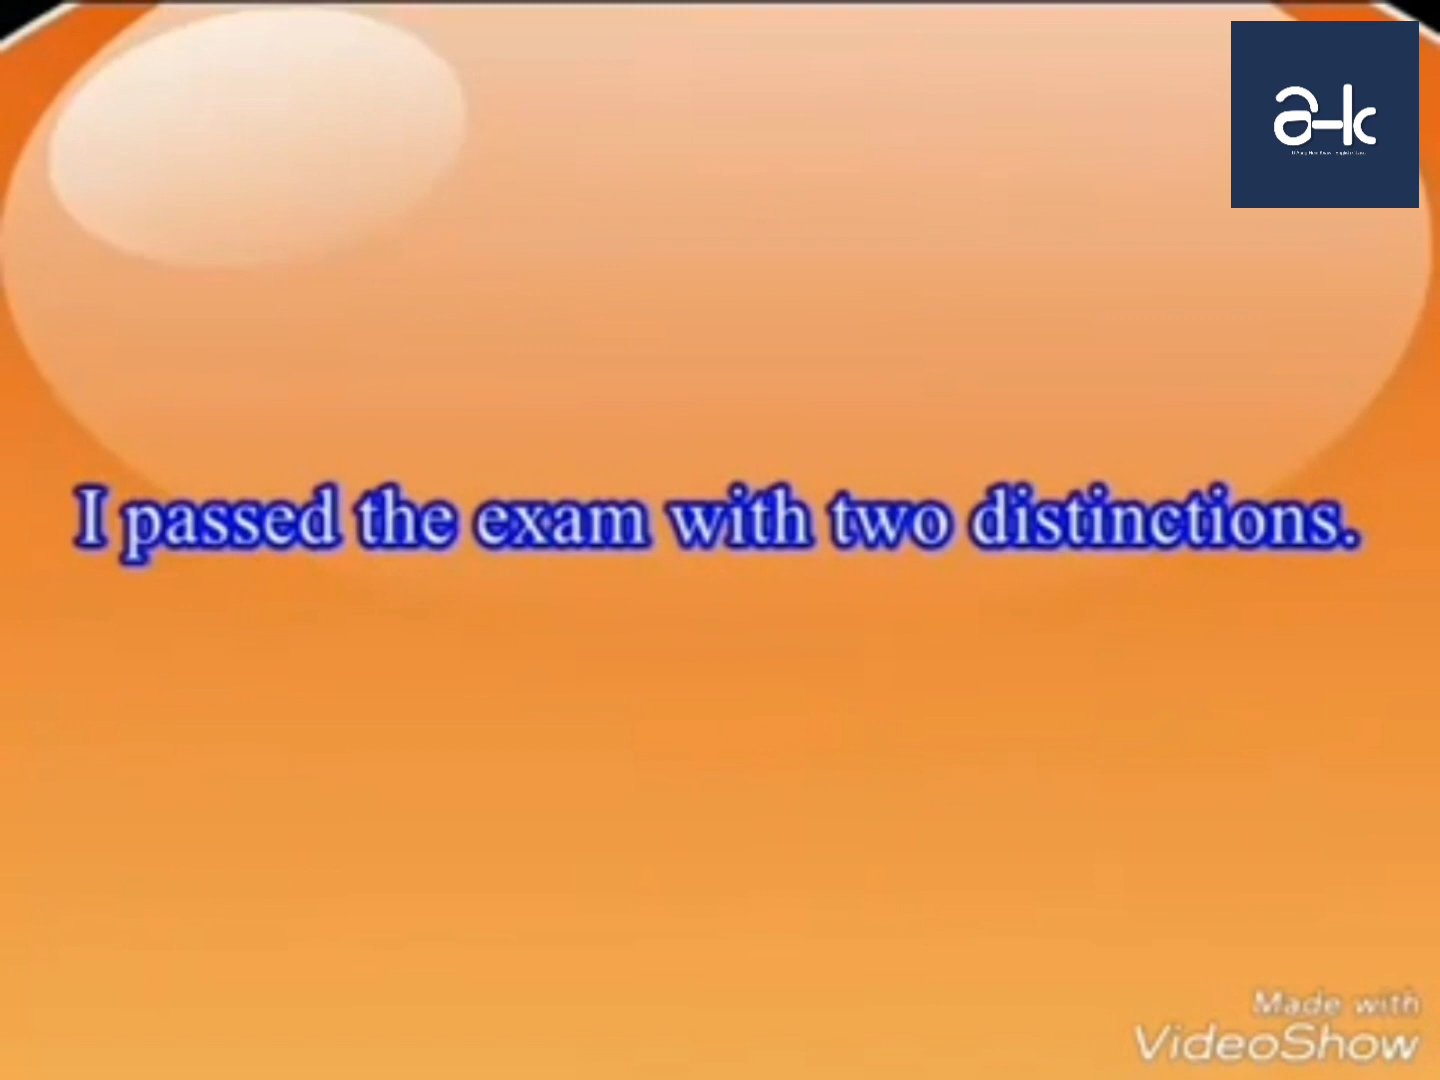 a-k
I passed the exam with two distinctions.
Made with
VideoShow